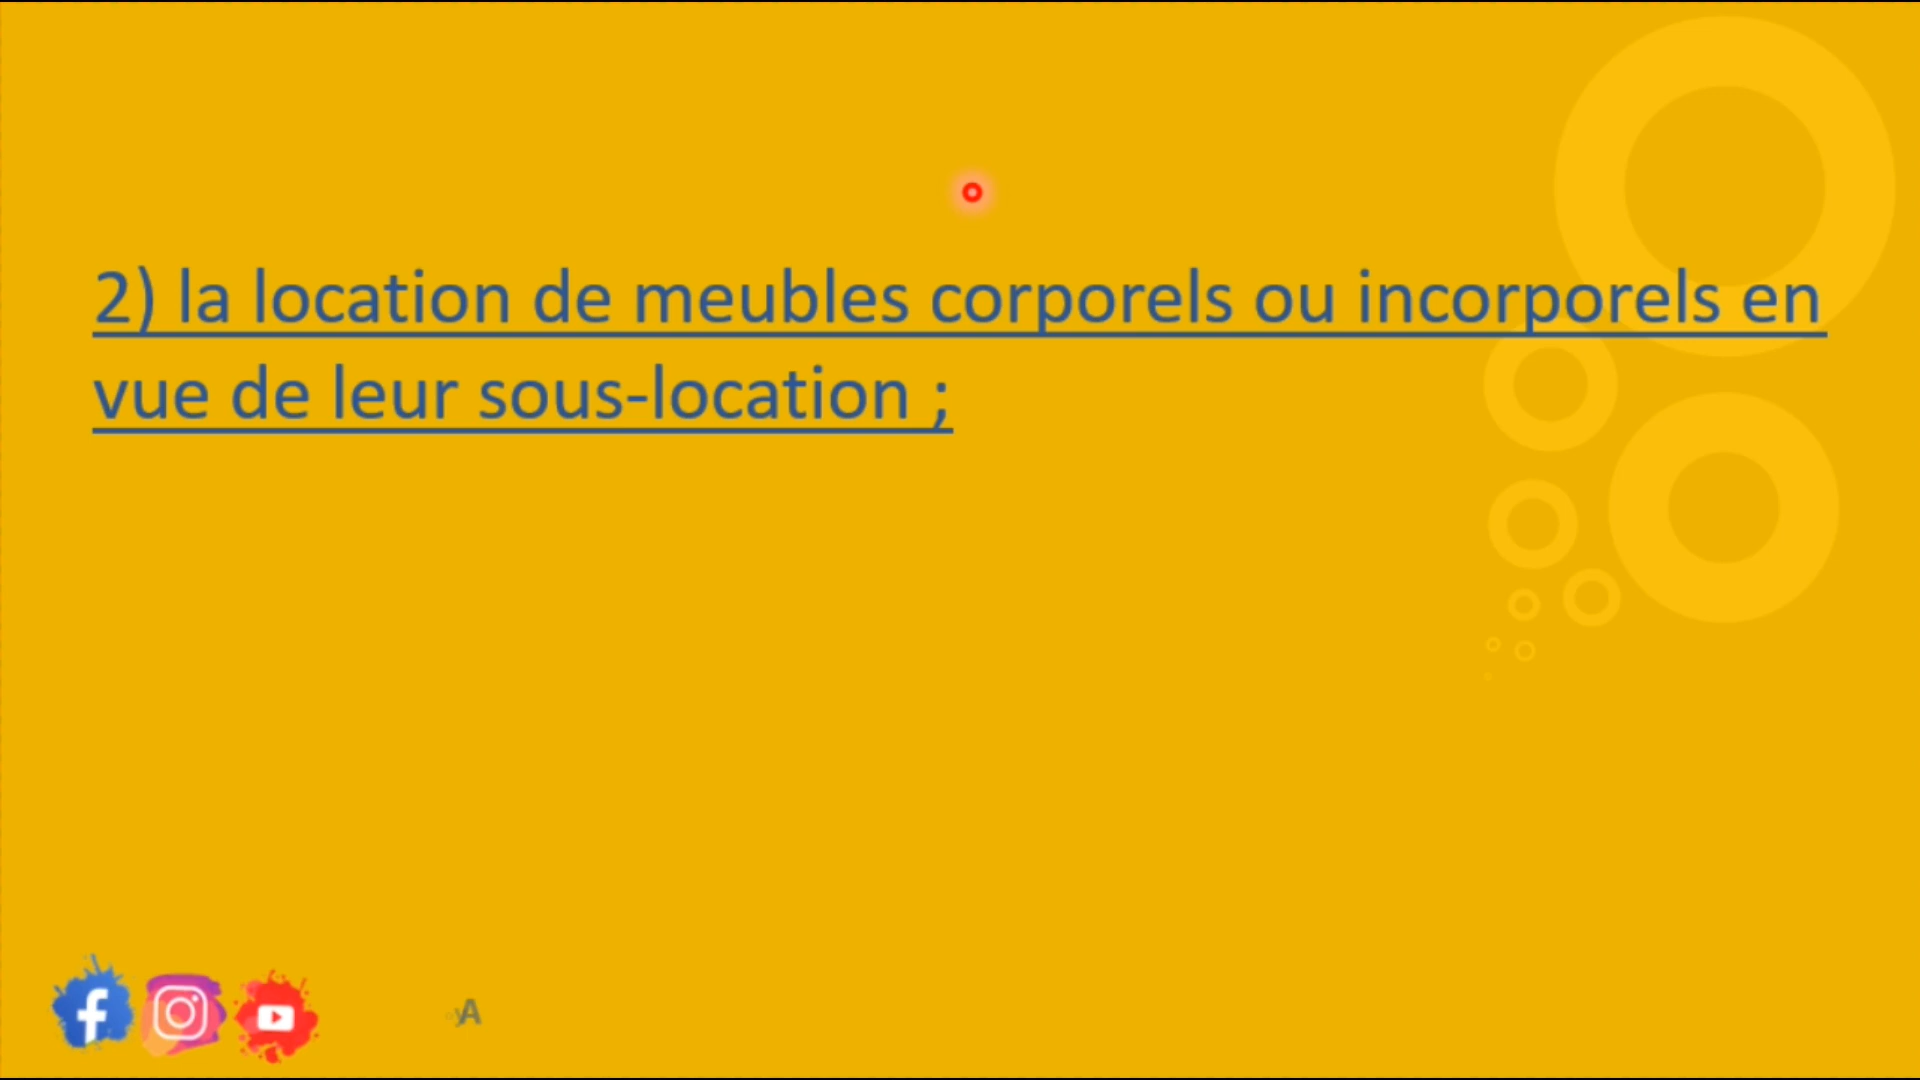 2) la location de meubles corporels ou incorporels en
vue de leur sous-location ;